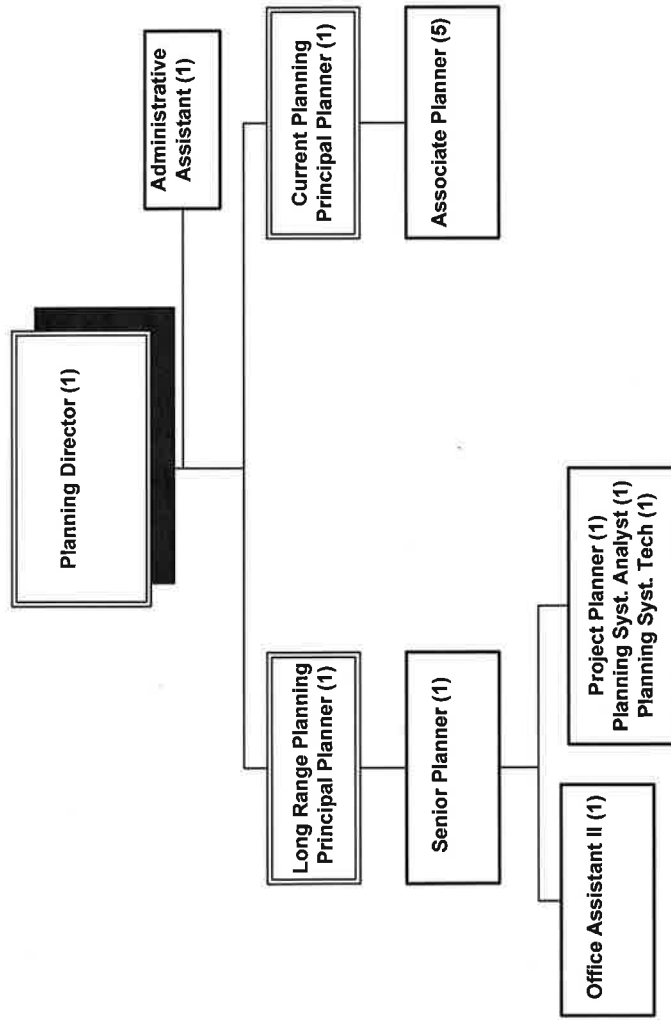 Planning Director (1)
Administrative
Assistant (1)
Long Range Planning
Principal Planner (1)
Current Planning
Principal Planner (1)
Senior Planner (1)
Associate Planner (5)
Office Assistant II (1)
Project Planner (1)
Planning Syst. Analyst (1)
Planning Syst. Tech (1)